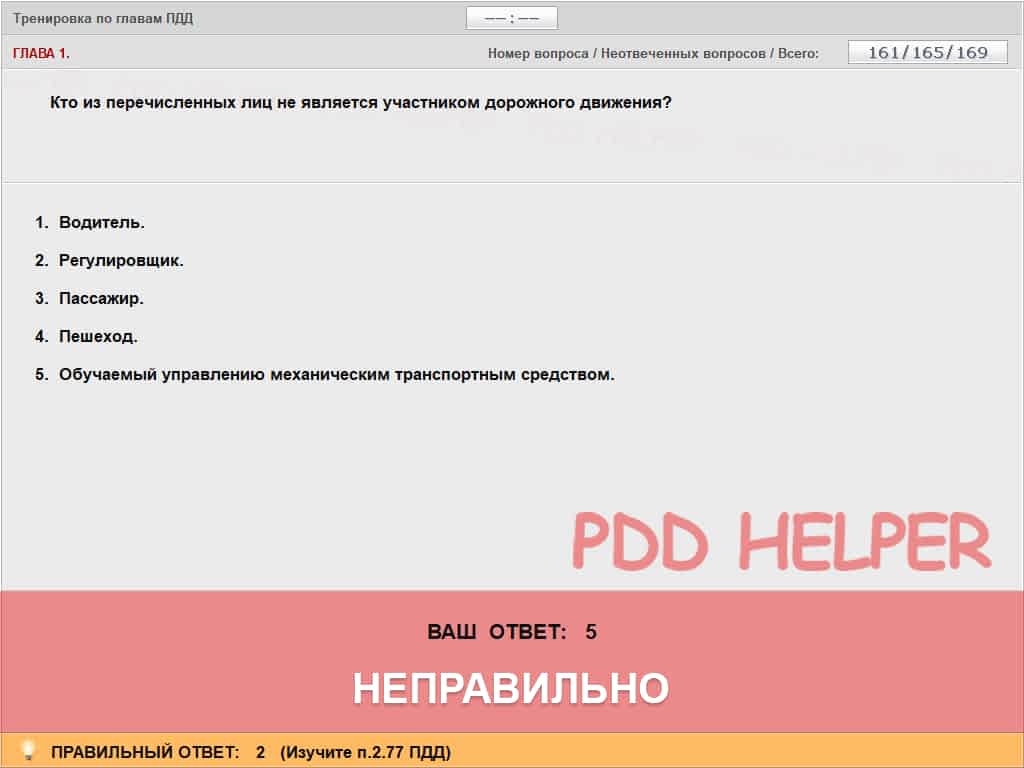 Тренировка по главам ПДД
—— : ——
ГЛАВА 1.
Номер вопроса / Неотвеченных вопросов / Всего:
161/165/169
Кто из перечисленных лиц не является участником дорожного движения?
1. Водитель.
2. Регулировщик.
3. Пассажир.
4. Пешеход.
5. Обучаемый управлению механическим транспортным средством.
PDD HELPER
ВАШ ОТВЕТ: 5
НЕПРАВИЛЬНО
ПРАВИЛЬНЫЙ ОТВЕТ: 2 (Изучите п.2.77 ПДД)